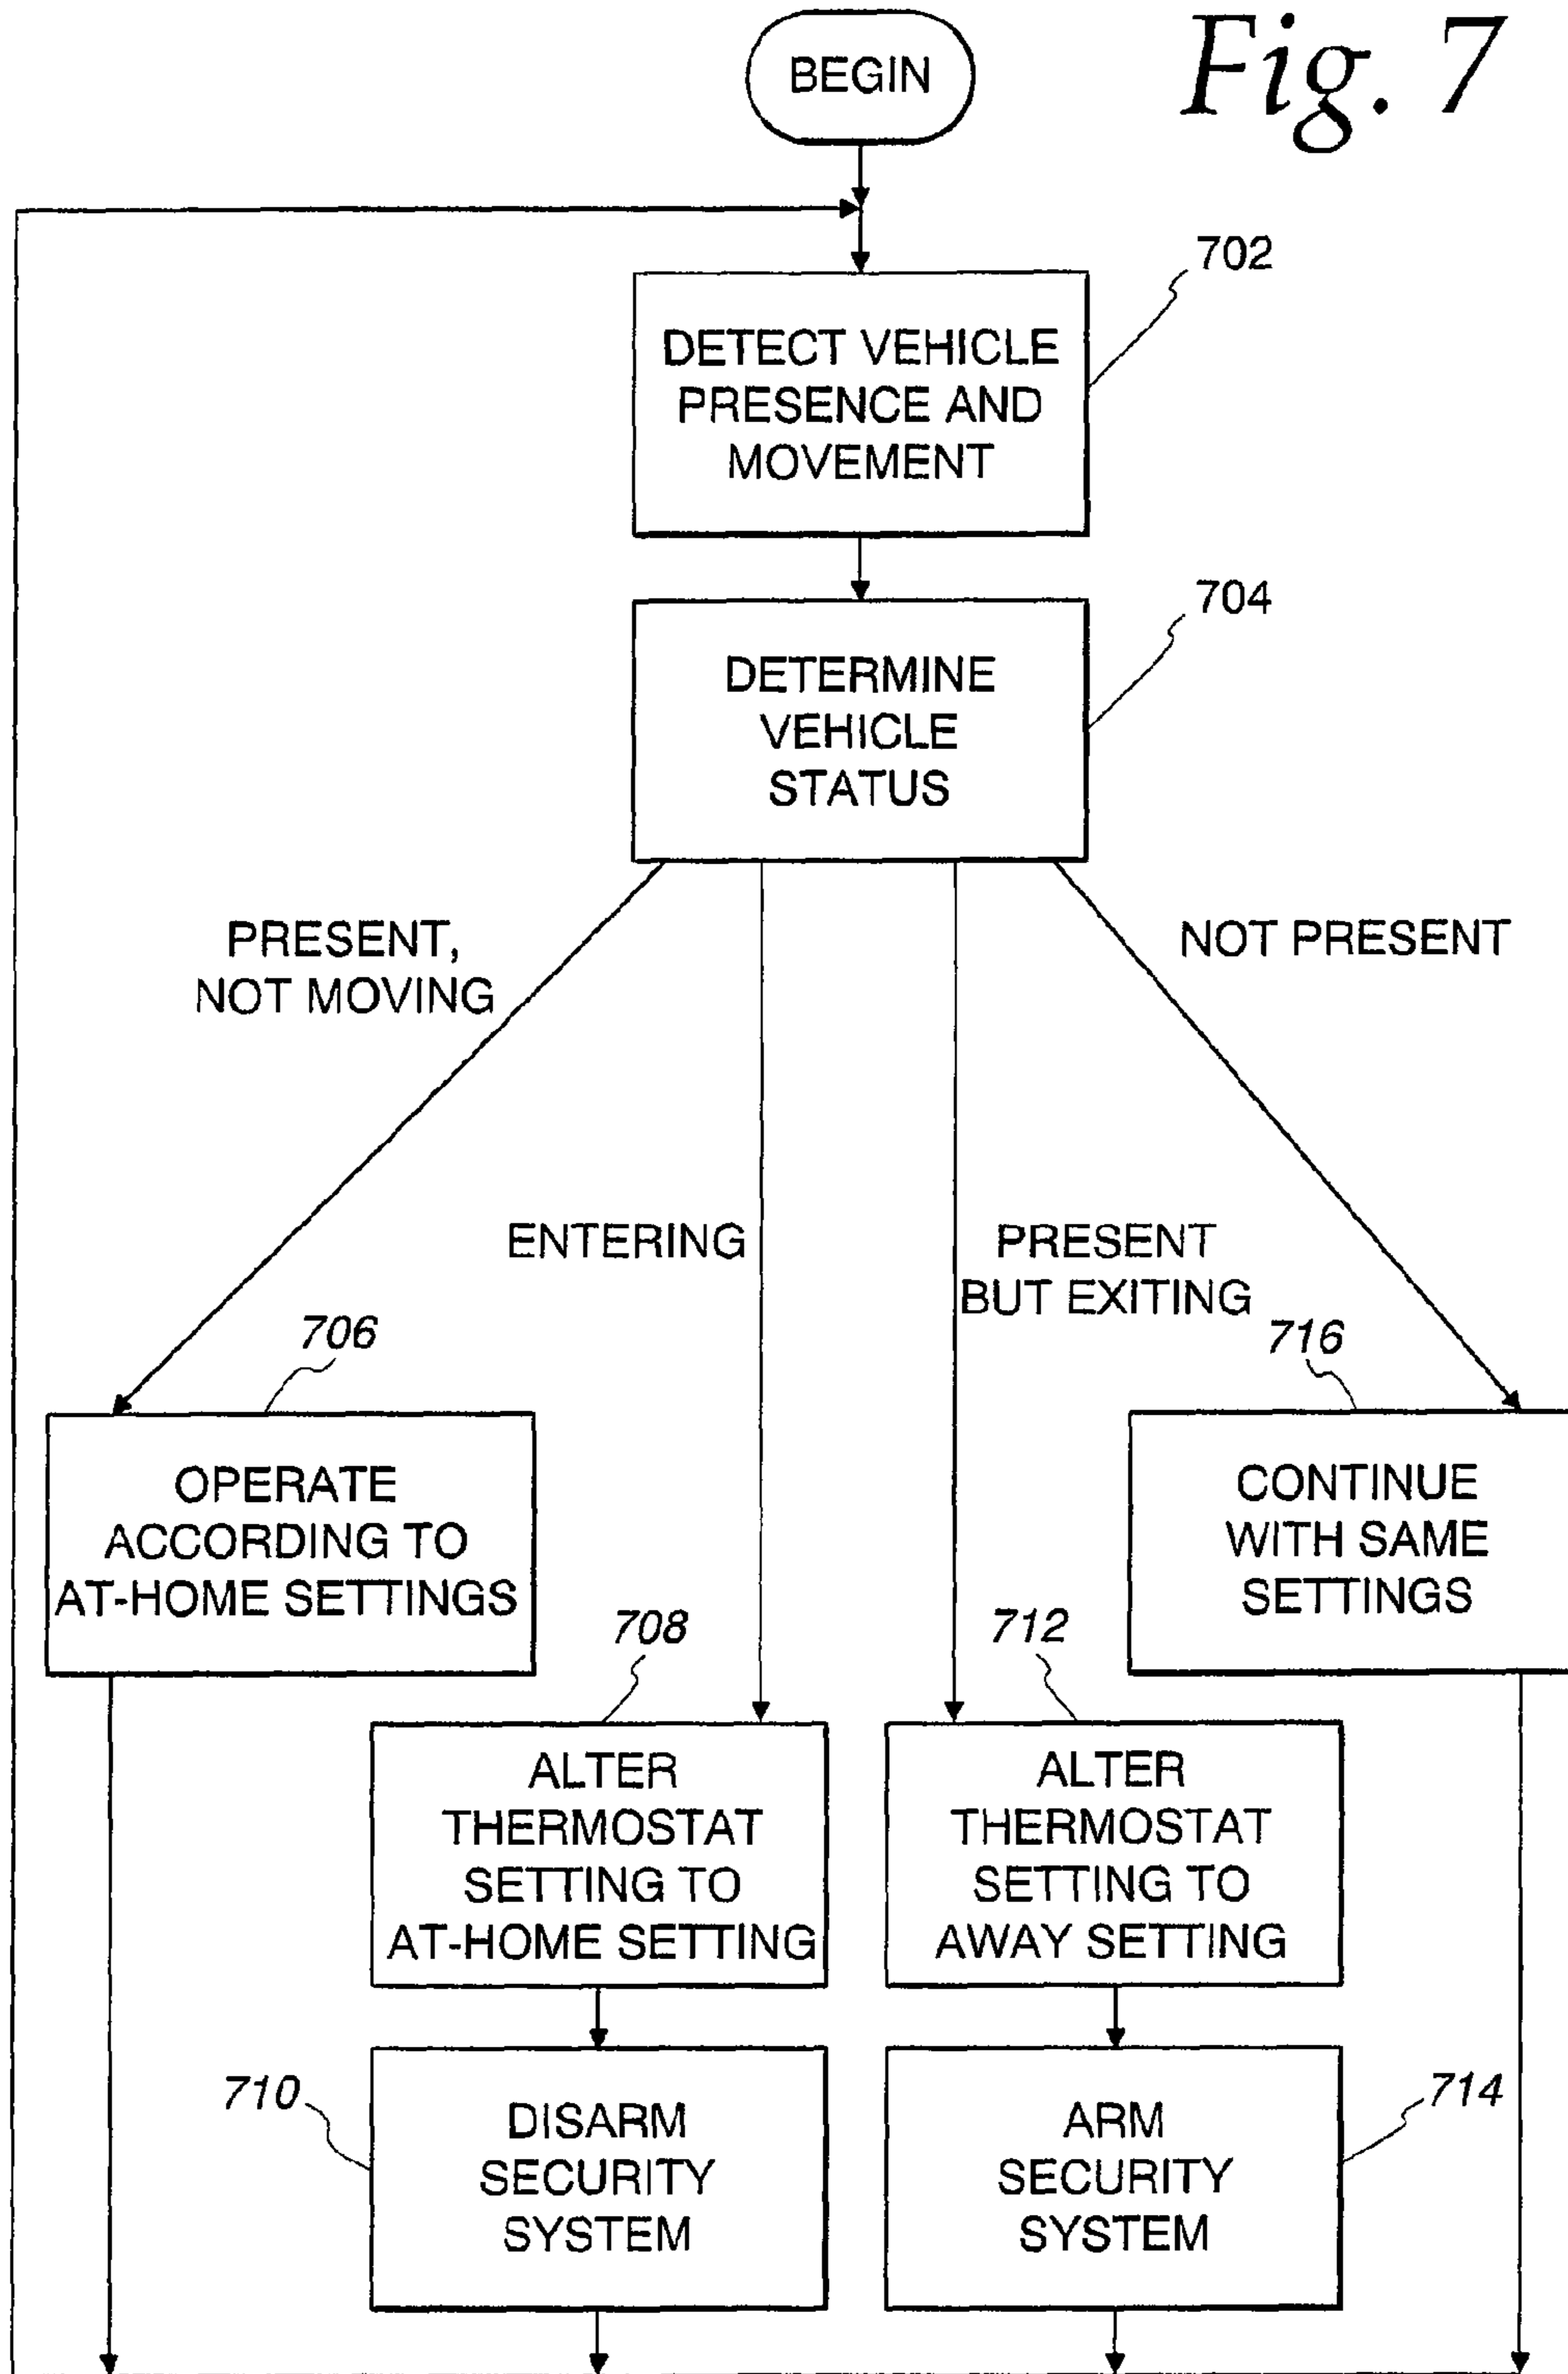 Fig. 7
BEGIN
702
DETECT VEHICLE
PRESENCE AND
MOVEMENT
704
DETERMINE
VEHICLE
STATUS
PRESENT,
NOT MOVING
NOT PRESENT
ENTERING
PRESENT
BUT EXITING
706
716
OPERATE
ACCORDING TO
AT-HOME SETTINGS
CONTINUE
WITH SAME
SETTINGS
708
712
ALTER
THERMOSTAT
SETTING TO
AT-HOME SETTING
ALTER
THERMOSTAT
SETTING TO
AWAY SETTING
710
DISARM
SECURITY
SYSTEM
ARM
SECURITY
SYSTEM
714